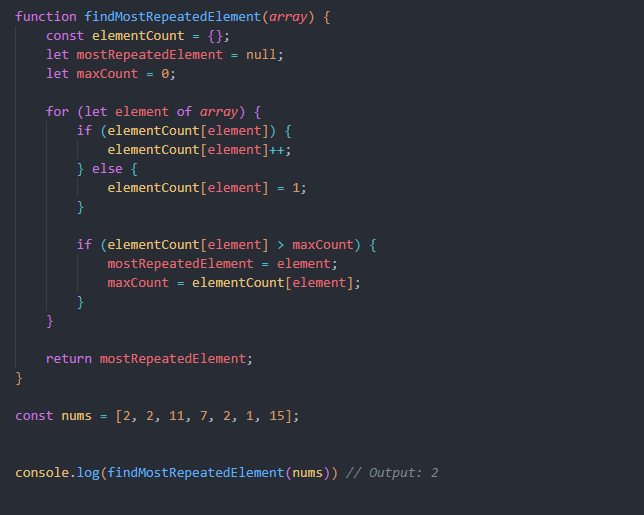 function findMostRepeatedElement(array) {
    const elementCount = {};
    let mostRepeatedElement = null;
    let maxCount = 0;

    for (let element of array) {
        if (elementCount[element]) {
            elementCount[element]++;
        } else {
            elementCount[element] = 1;
        }

        if (elementCount[element] > maxCount) {
            mostRepeatedElement = element;
            maxCount = elementCount[element];
        }
    }

    return mostRepeatedElement;
}

const nums = [2, 2, 11, 7, 2, 1, 15];

console.log(findMostRepeatedElement(nums)) // Output: 2